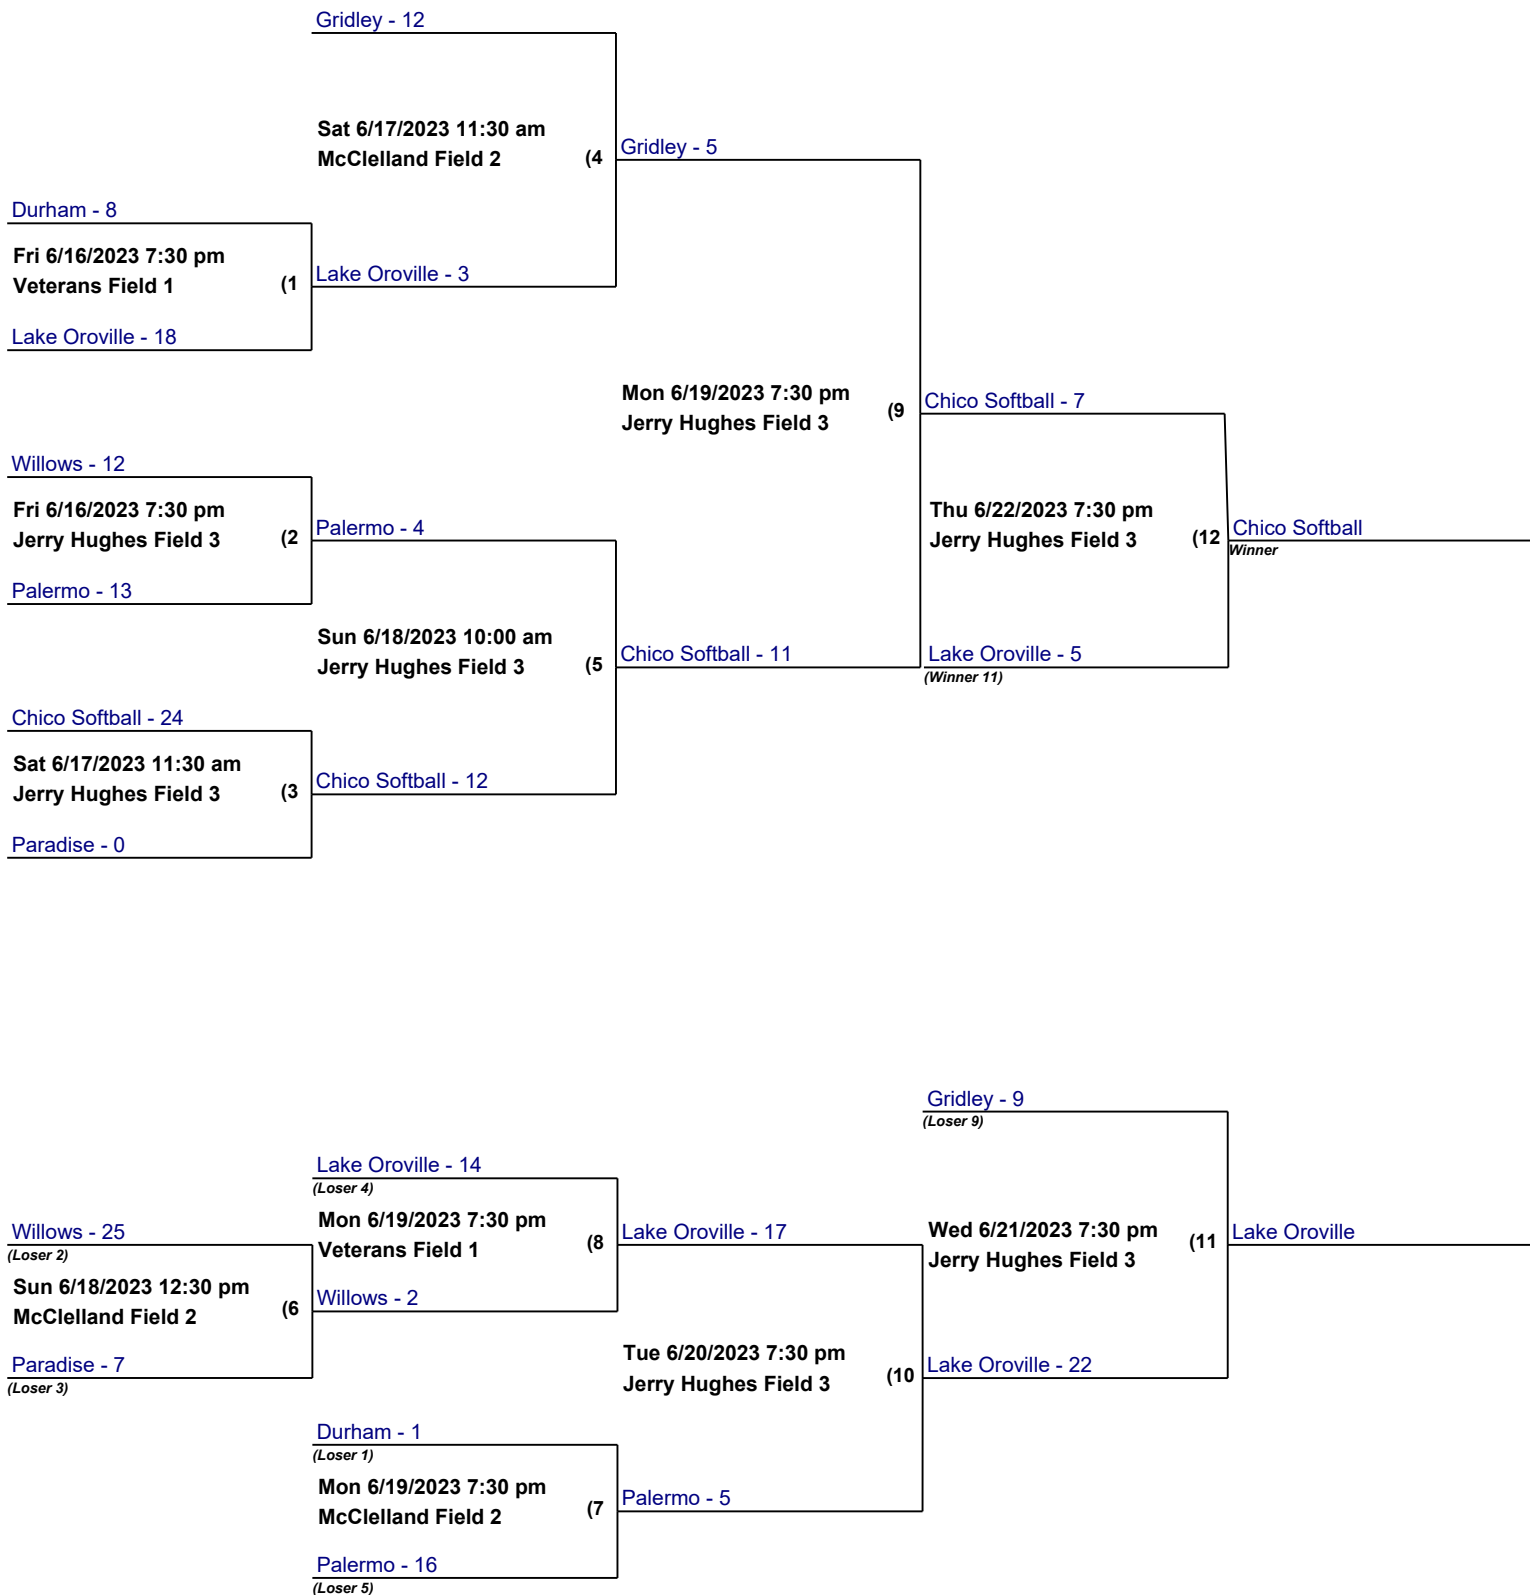 Gridley - 12
Sat 6/17/2023 11:30 am
McClelland Field 2
(4
Gridley - 5
Durham - 8
Fri 6/16/2023 7:30 pm
Veterans Field 1
(1
Lake Oroville - 3
Lake Oroville - 18
Mon 6/19/2023 7:30 pm
Jerry Hughes Field 3
(9
Chico Softball - 7
Willows - 12
Fri 6/16/2023 7:30 pm
Jerry Hughes Field 3
(2
Palermo - 4
Palermo - 13
Thu 6/22/2023 7:30 pm
Jerry Hughes Field 3
(12
Chico Softball
Winner
Sun 6/18/2023 10:00 am
Jerry Hughes Field 3
(5
Chico Softball - 11
Lake Oroville - 5
(Winner 11)
Chico Softball - 24
Sat 6/17/2023 11:30 am
Jerry Hughes Field 3
(3
Chico Softball - 12
Paradise - 0
Gridley - 9
(Loser 9)
Lake Oroville - 14
(Loser 4)
Mon 6/19/2023 7:30 pm
Veterans Field 1
(8
Lake Oroville - 17
Wed 6/21/2023 7:30 pm
Jerry Hughes Field 3
(11
Lake Oroville
Willows - 25
(Loser 2)
Sun 6/18/2023 12:30 pm
McClelland Field 2
(6
Willows - 2
Paradise - 7
(Loser 3)
Tue 6/20/2023 7:30 pm
Jerry Hughes Field 3
(10
Lake Oroville - 22
Durham - 1
(Loser 1)
Mon 6/19/2023 7:30 pm
McClelland Field 2
(7
Palermo - 5
Palermo - 16
(Loser 5)